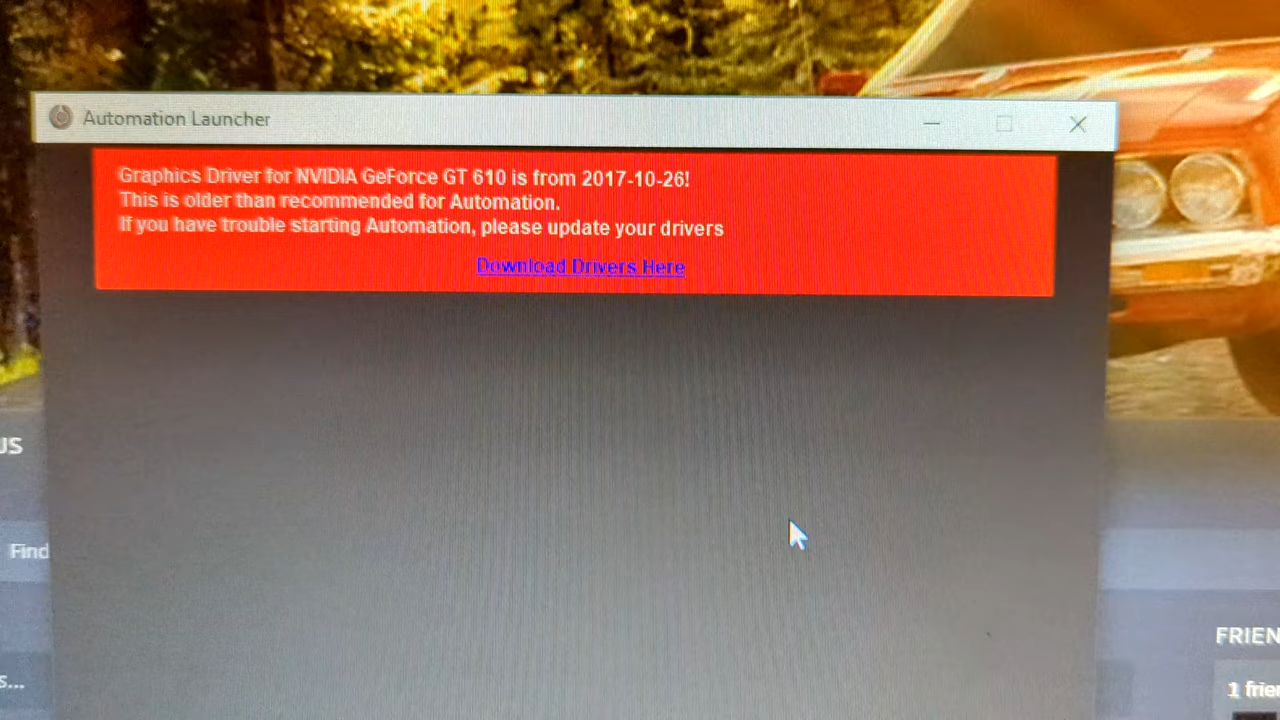 Automation Launcher
Graphics Driver for NVIDIA GeForce GT 610 is from 2017-10-26!
This is older than recommended for Automation.
If you have trouble starting Automation, please update your drivers
Download Drivers Here
US
Find
s...
FRIEN
1 frie